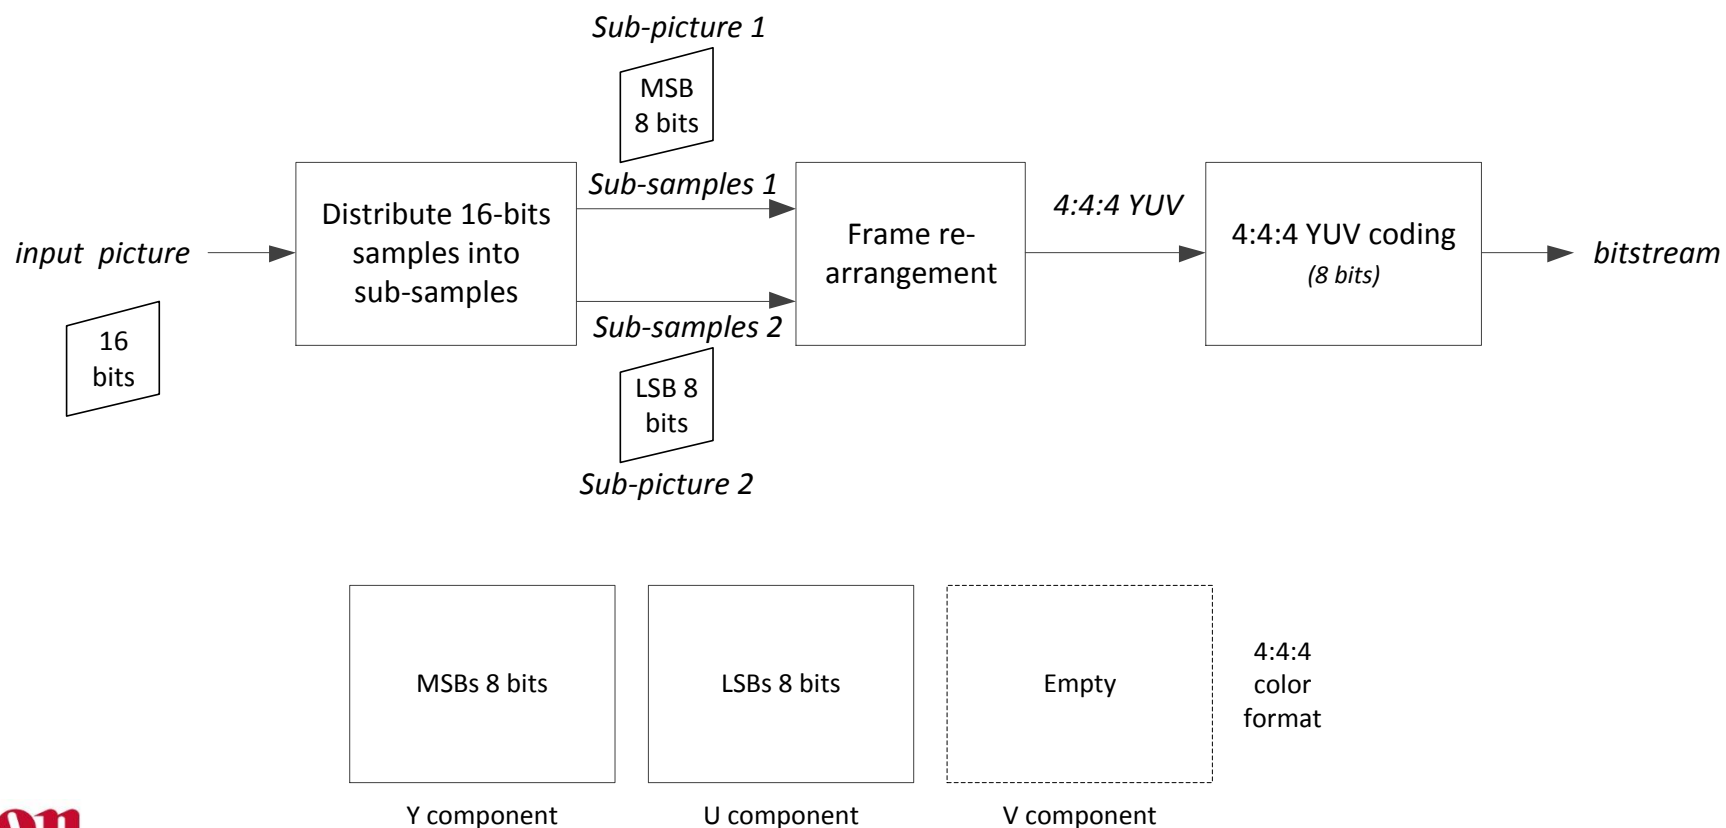 Sub-picture 1
MSB
8 bits
Sub-samples 1
Distribute 16-bits
samples into
sub-samples
input picture
16
bits
Sub-samples 2
LSB 8
bits
Sub-picture 2
Frame re-
arrangement
4:4:4 YUV
4:4:4 YUV coding
(8 bits)
bitstream
MSBs 8 bits
LSBs 8 bits
Empty
4:4:4
color
format
Y component
U component
V component